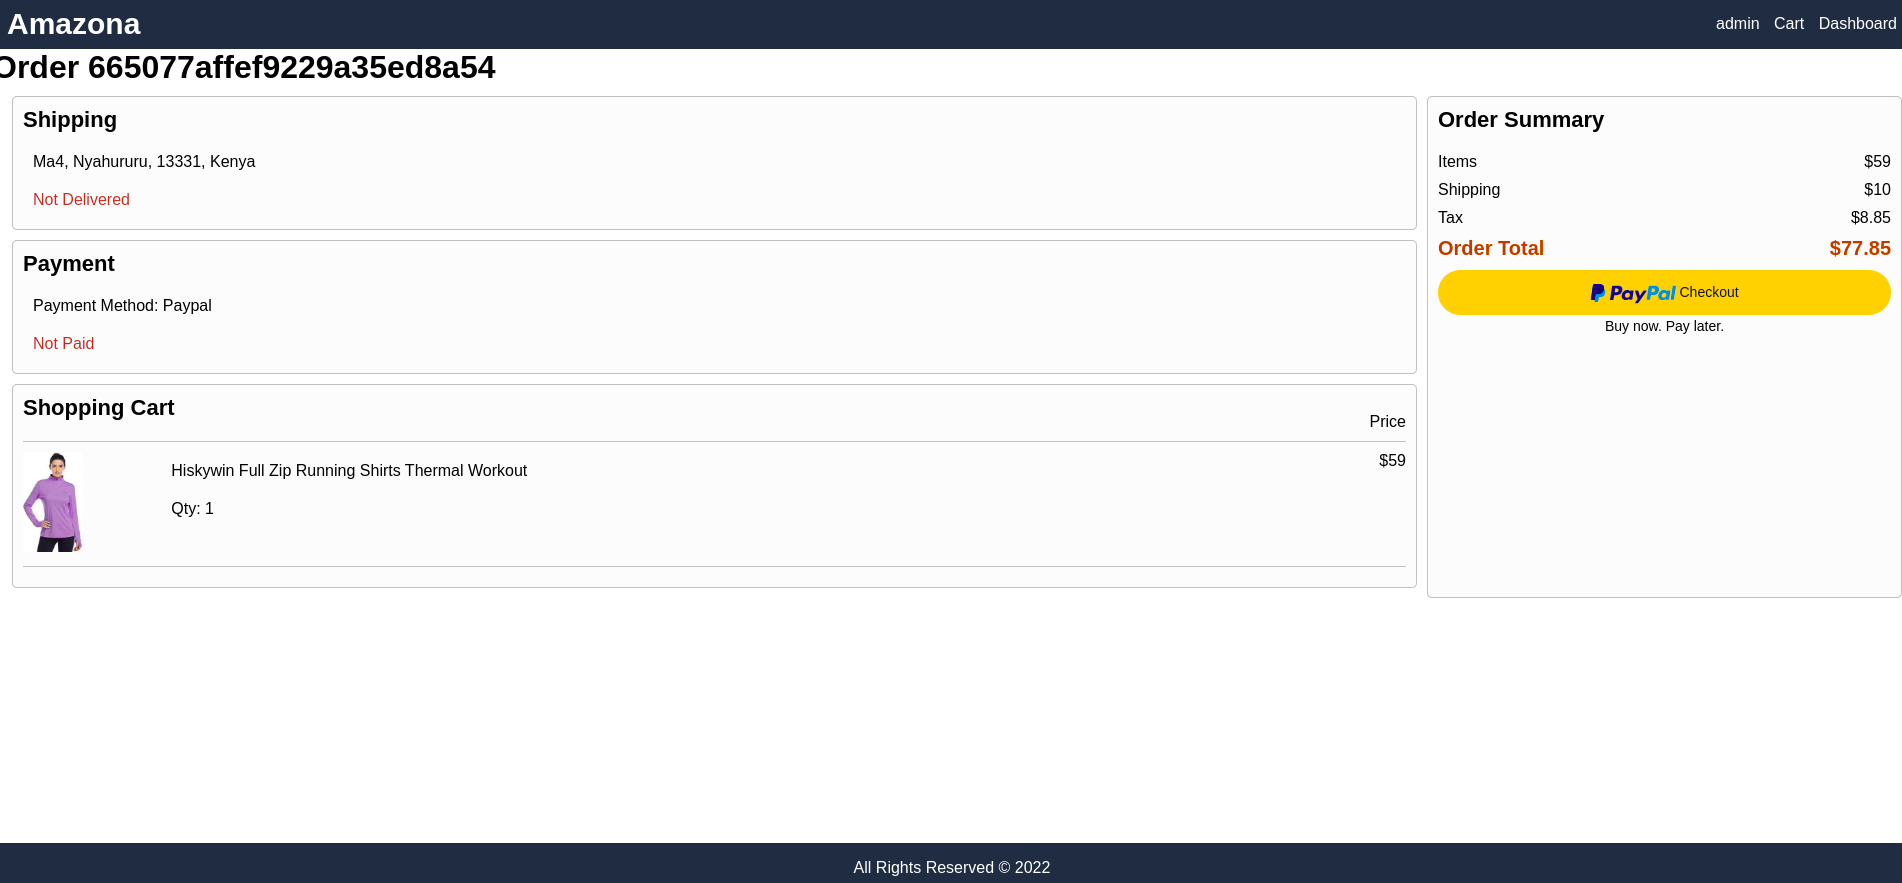 Amazona
admin Cart Dashboard
Order 665077affef9229a35ed8a54
Shipping
Ma4, Nyahururu, 13331, Kenya
Not Delivered
Payment
Payment Method: Paypal
Not Paid
Shopping Cart
Price
Hiskywin Full Zip Running Shirts Thermal Workout
$59
Qty: 1
Order Summary
Items $59
Shipping $10
Tax $8.85
Order Total $77.85
PayPal Checkout
Buy now. Pay later.
All Rights Reserved © 2022